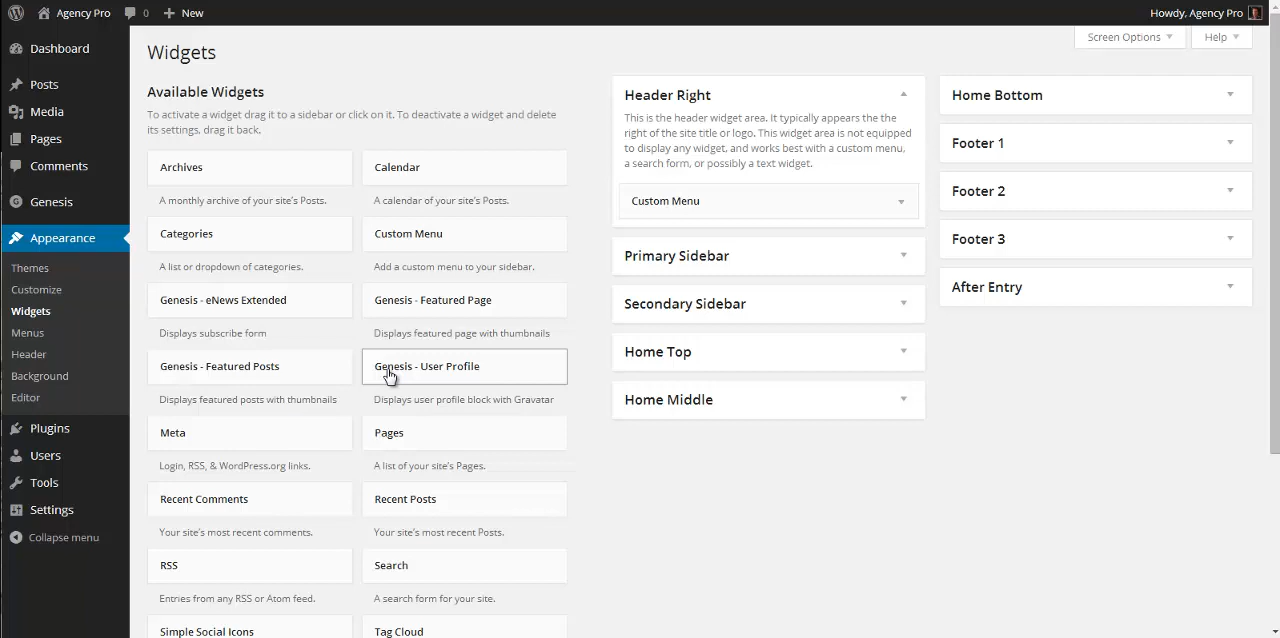 Agency Pro
0
New
Howdy, Agency Pro
Dashboard
Posts
Media
Pages
Comments
Genesis
Appearance
Themes
Customize
Widgets
Menus
Header
Background
Editor
Plugins
Users
Tools
Settings
Collapse menu
Screen Options
Help
Widgets
Available Widgets
To activate a widget drag it to a sidebar or click on it. To deactivate a widget and delete
its settings, drag it back.
Archives
Calendar
A monthly archive of your site's Posts.
A calendar of your site's Posts.
Categories
Custom Menu
A list or dropdown of categories.
Add a custom menu to your sidebar.
Genesis - eNews Extended
Genesis - Featured Page
Displays subscribe form
Displays featured page with thumbnails
Genesis - Featured Posts
Genesis - User Profile
Displays featured posts with thumbnails
Displays user profile block with Gravatar
Meta
Pages
Login, RSS, & WordPress.org links.
A list of your site's Pages.
Recent Comments
Recent Posts
Your site's most recent comments.
Your site's most recent Posts.
RSS
Search
Entries from any RSS or Atom feed.
A search form for your site.
Simple Social Icons
Tag Cloud
Header Right
This is the header widget area. It typically appears the the
right of the site title or logo. This widget area is not equipped
to display any widget, and works best with a custom menu,
a search form, or possibly a text widget.
Custom Menu
Primary Sidebar
Secondary Sidebar
Home Top
Home Middle
Home Bottom
Footer 1
Footer 2
Footer 3
After Entry